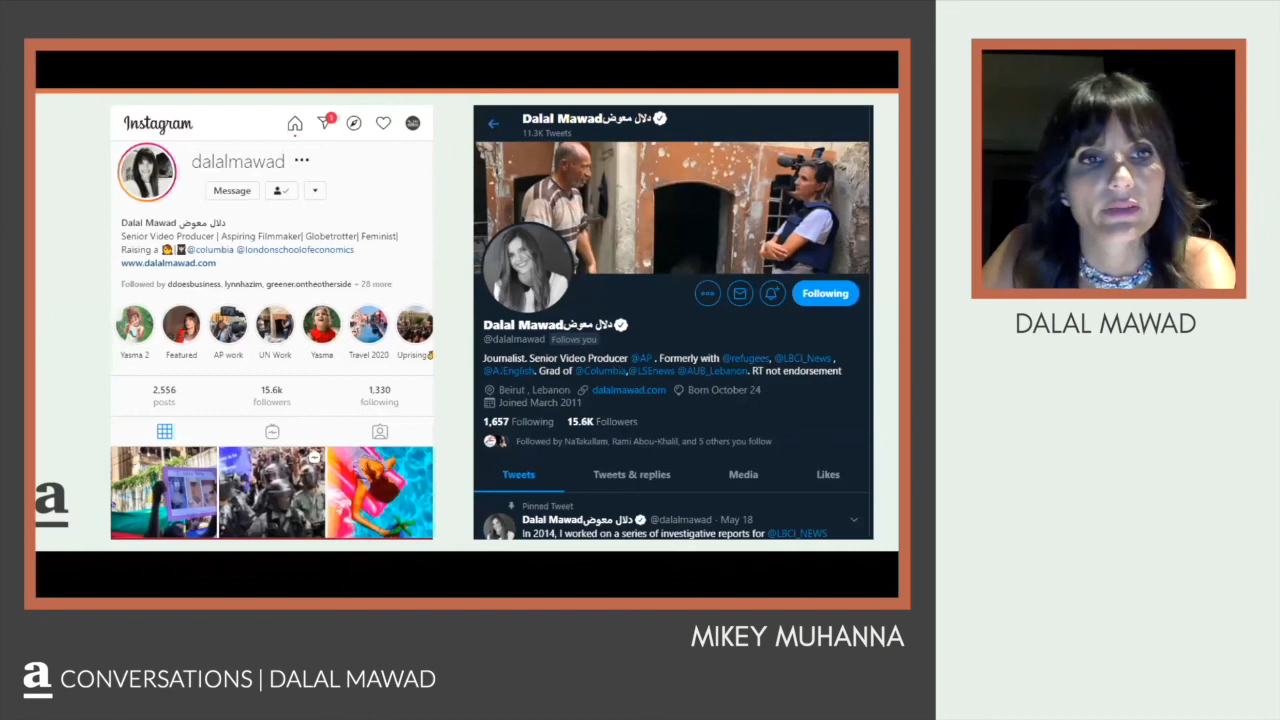 Instagram
1
dalalmawad ...
Message
Dalal Mawad دلال معوض
Senior Video Producer | Aspiring Filmmaker| Globetrotter| Feminist|
Raising a 👧|👩🏻‍🎓@columbia @londonschoolofeconomics
www.dalalmawad.com
Followed by ddoesbusiness, lynnhazim, greener.ontheotherside + 28 more
Yasma 2
Featured
AP work
UN Work
Yasma
Travel 2020
Uprising✌
2,556
15.6k
1,330
posts
followers
following
Dalal Mawadدلال معوض
11.3K Tweets
Following
Dalal Mawadدلال معوض
@dalalmawad Follows you
Journalist. Senior Video Producer @AP . Formerly with @refugees, @LBCI_News ,
@AJEnglish. Grad of @Columbia,@LSEnews @AUB_Lebanon. RT not endorsement
Beirut , Lebanon dalalmawad.com Born October 24
Joined March 2011
1,657 Following 15.6K Followers
Followed by NaTakallam, Rami Abou-Khalil, and 5 others you follow
Tweets Tweets & replies Media Likes
Pinned Tweet
Dalal Mawadدلال معوض @dalalmawad - May 18
In 2014, I worked on a series of investigative reports for @LBCI_NEWS
a
DALAL MAWAD
MIKEY MUHANNA
a CONVERSATIONS | DALAL MAWAD